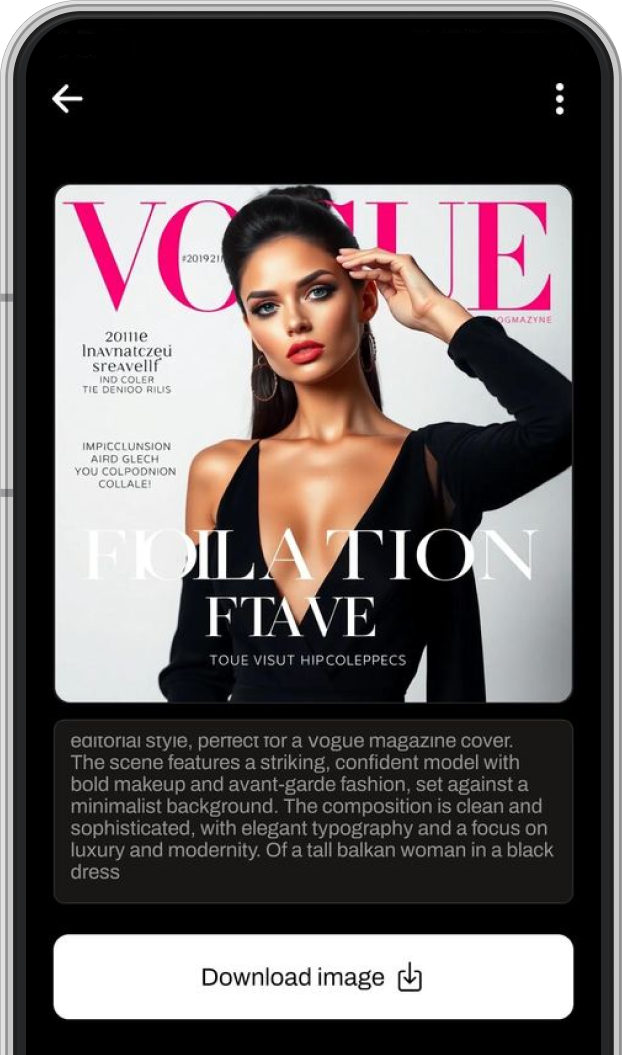 VOGUE
#201921
OGMAZYNE
20111e
lnavnatczeu
sreavellf
IND COLER
TIE DENIOO RILIS
IMPICCLUNSION
AIRD GLECH
YOU COLPODNION
COLLALE!
FIOILATION
FTAVE
TOUE VISUT HIPCOLEPPECS
editorial style, perfect for a Vogue magazine cover.
The scene features a striking, confident model with
bold makeup and avant-garde fashion, set against a
minimalist background. The composition is clean and
sophisticated, with elegant typography and a focus on
luxury and modernity. Of a tall balkan woman in a black
dress
Download image